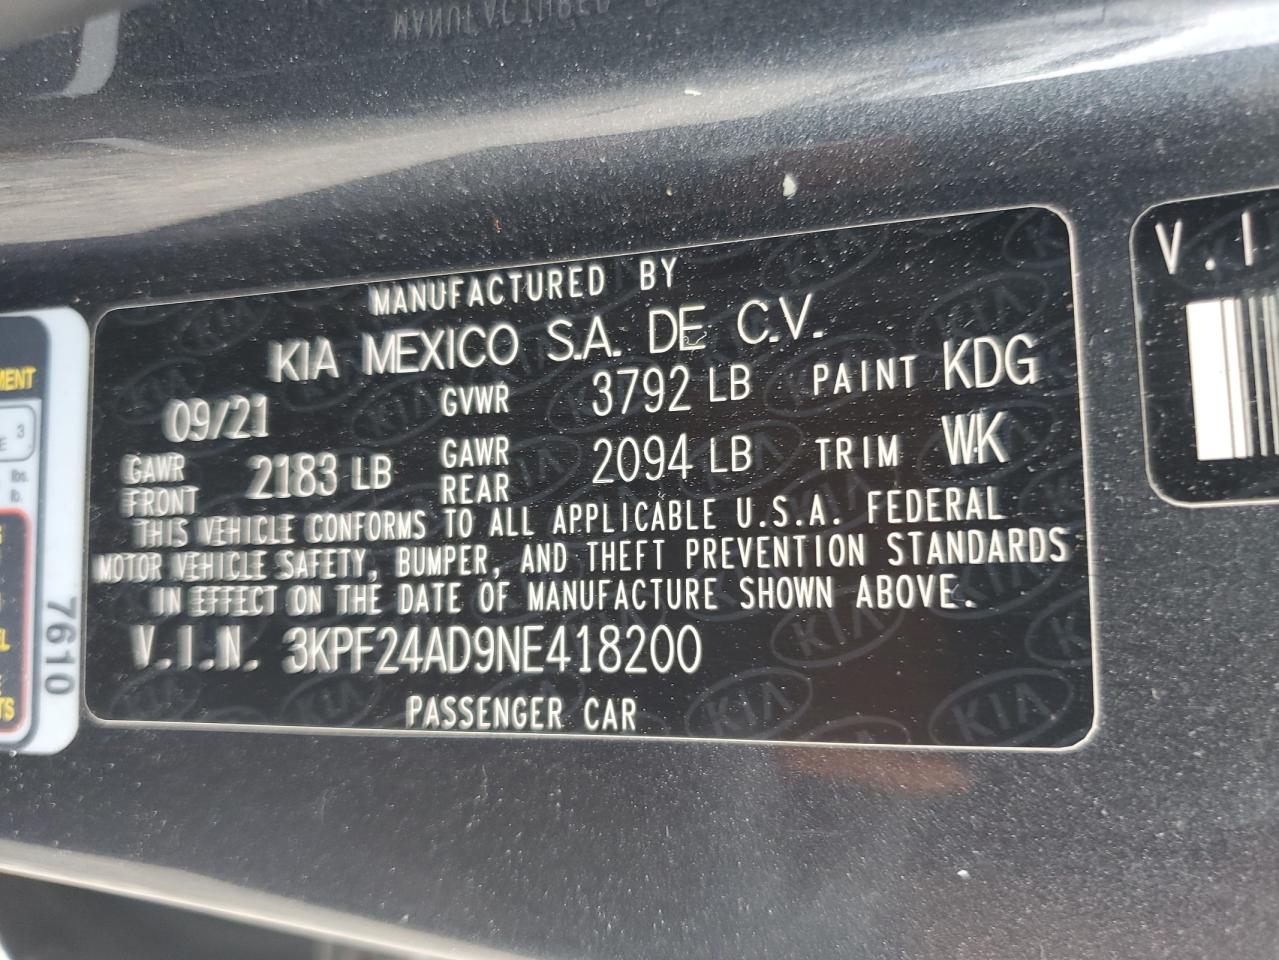 MANUFACTURED BY
KIA MEXICO S.A. DE C.V.
09/21 GVWR 3792 LB PAINT KDG
GAWR FRONT 2183 LB GAWR REAR 2094 LB TRIM WK
THIS VEHICLE CONFORMS TO ALL APPLICABLE U.S.A. FEDERAL
MOTOR VEHICLE SAFETY, BUMPER, AND THEFT PREVENTION STANDARDS
IN EFFECT ON THE DATE OF MANUFACTURE SHOWN ABOVE.
V.I.N. 3KPF24AD9NE418200
PASSENGER CAR
7610
V.I